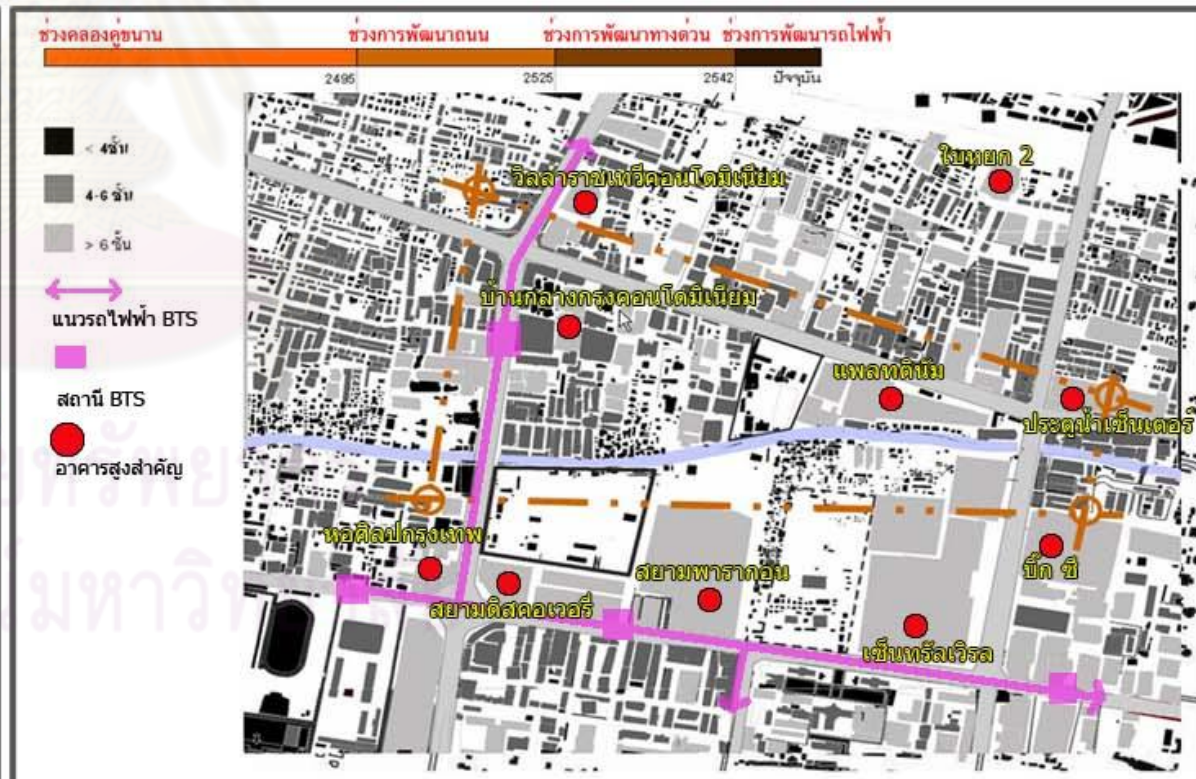 ช่วงคลองคู่ขนาน ช่วงการพัฒนาถนน ช่วงการพัฒนาทางด่วน ช่วงการพัฒนารถไฟฟ้า
2495 2525 2542 ปัจจุบัน
< 4ชั้น
4-6 ชั้น
> 6 ชั้น
แนวรถไฟฟ้า BTS
สถานี BTS
อาคารสูงสำคัญ
ใบหยก 2
วิลล่าราชเทวีคอนโดมิเนียม
บ้านกลางกรุงคอนโดมิเนียม
แพลทตินั่ม
ประตูน้ำเซ็นเตอร์
หอศิลปกรุงเทพ
สยามพารากอน
บิ๊ก ซี
สยามดิสคอเวอรี่
เซ็นทรัลเวิรล